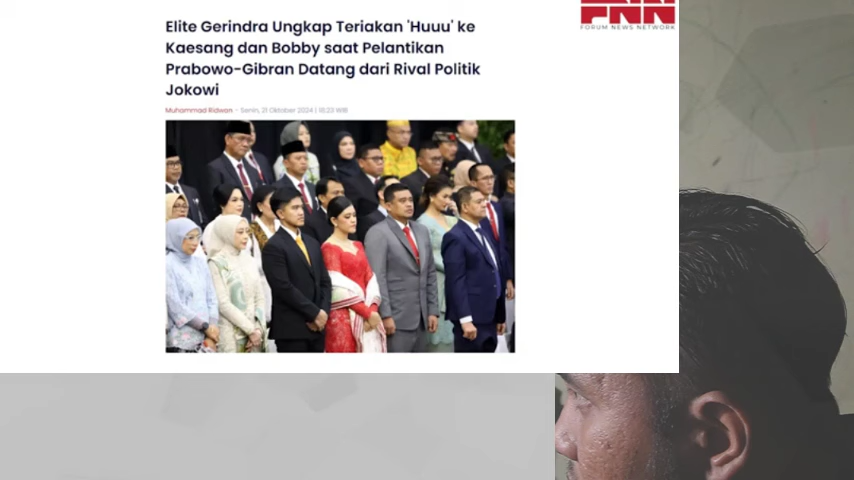 FNN
FORUM NEWS NETWORK
Elite Gerindra Ungkap Teriakan 'Huuu' ke
Kaesang dan Bobby saat Pelantikan
Prabowo-Gibran Datang dari Rival Politik
Jokowi
Muhammad Ridwan - Senin, 21 Oktober 2024 | 18:23 WIB